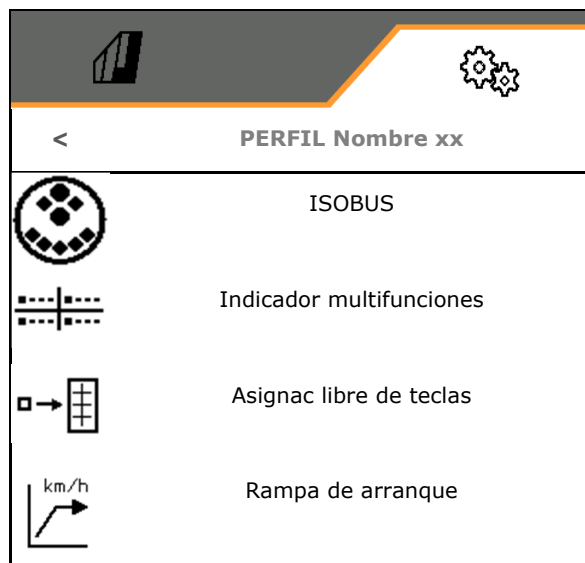 < PERFIL Nombre xx
ISOBUS
Indicador multifunciones
Asignac libre de teclas
km/h
Rampa de arranque